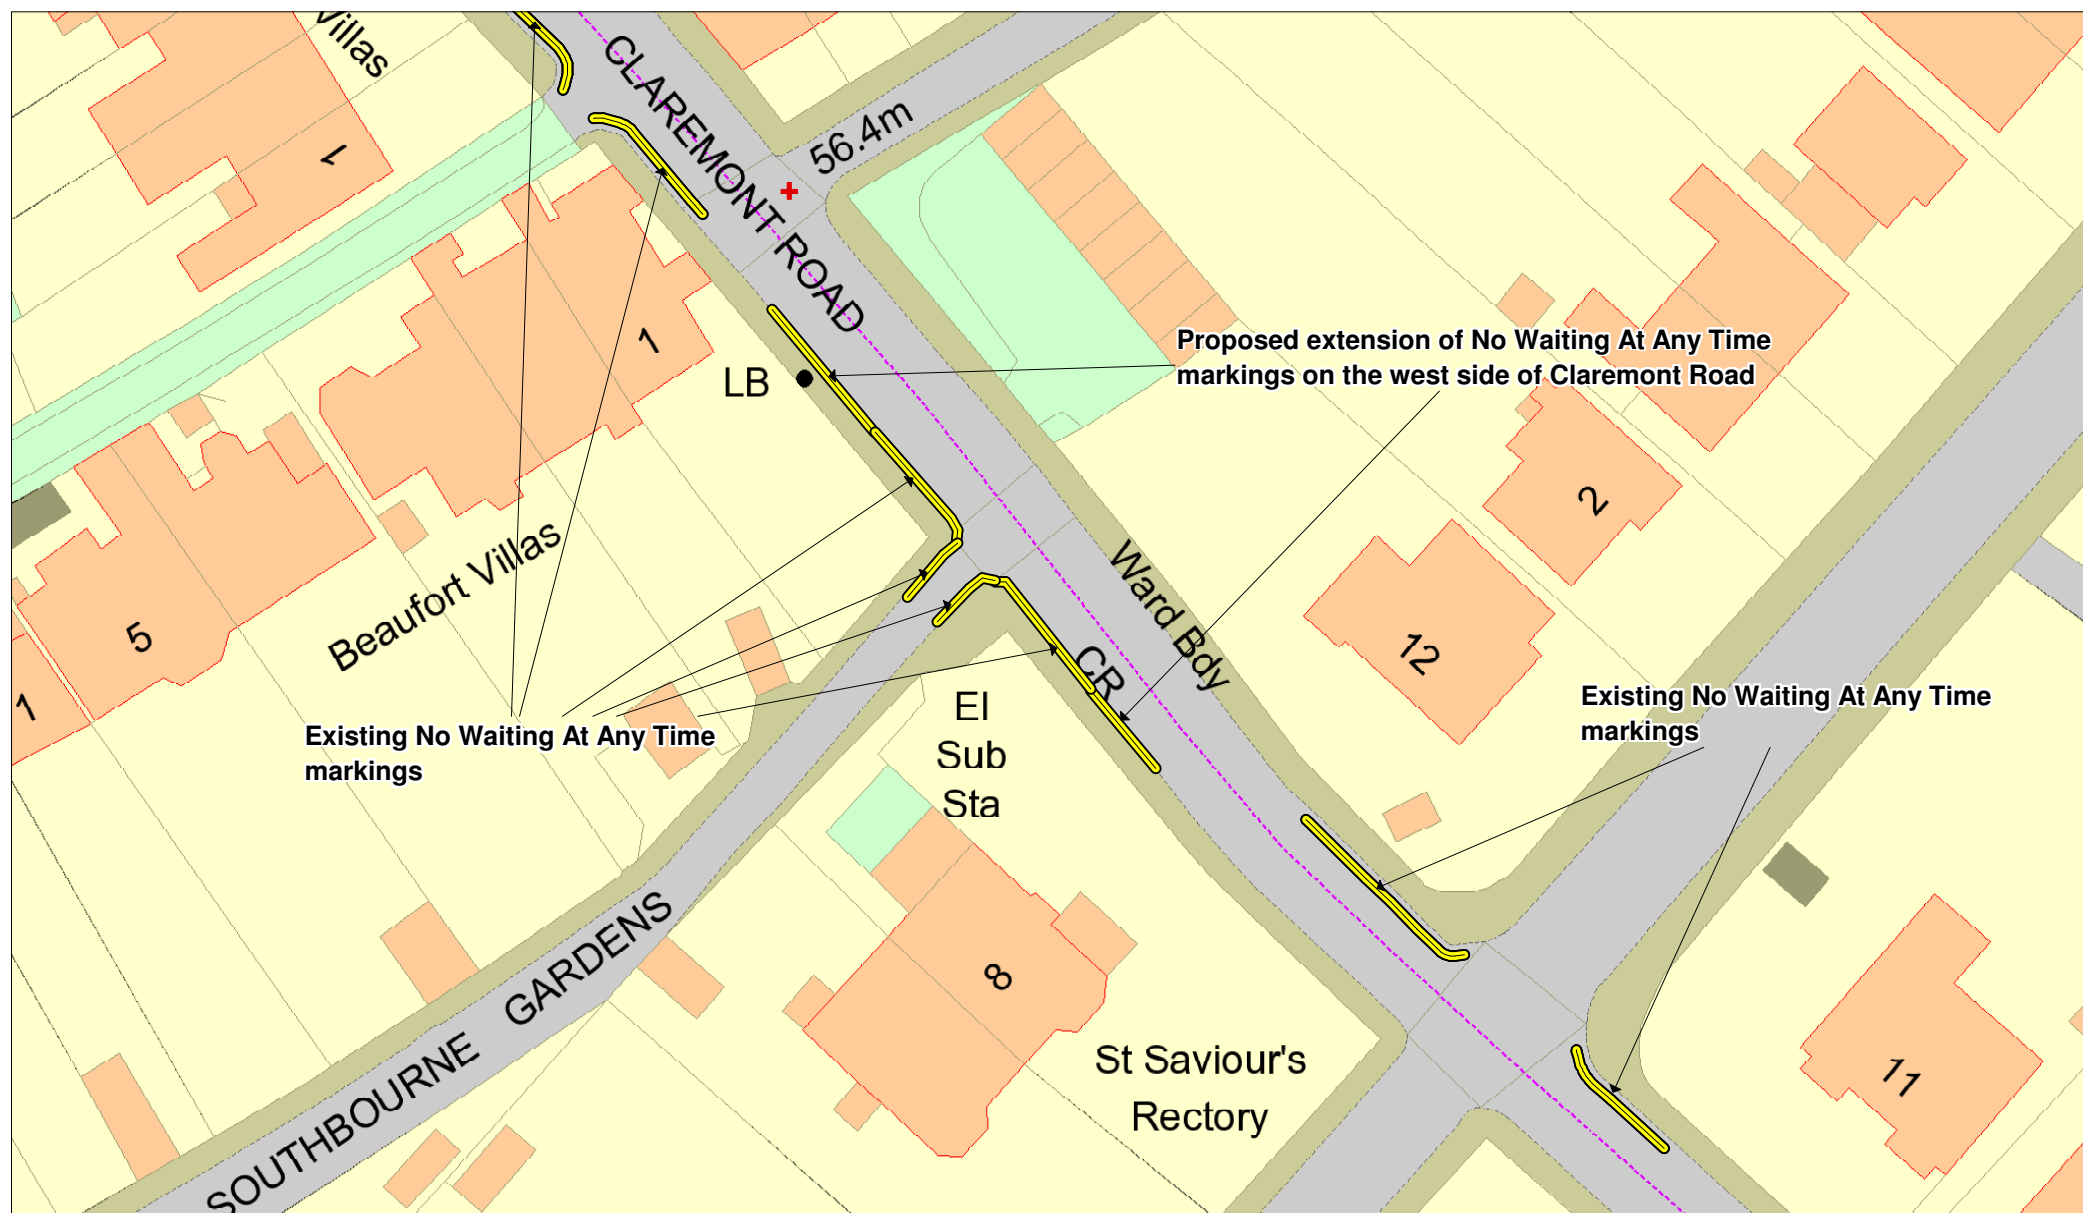 Villas
CLAREMONT ROAD
56.4m
1
1
LB
Proposed extension of No Waiting At Any Time
markings on the west side of Claremont Road
2
Beaufort Villas
5
1
Ward Bdy
12
CR
El
Sub
Sta
Existing No Waiting At Any Time
markings
Existing No Waiting At Any Time
markings
SOUTHBOURNE GARDENS
8
St Saviour's
Rectory
11